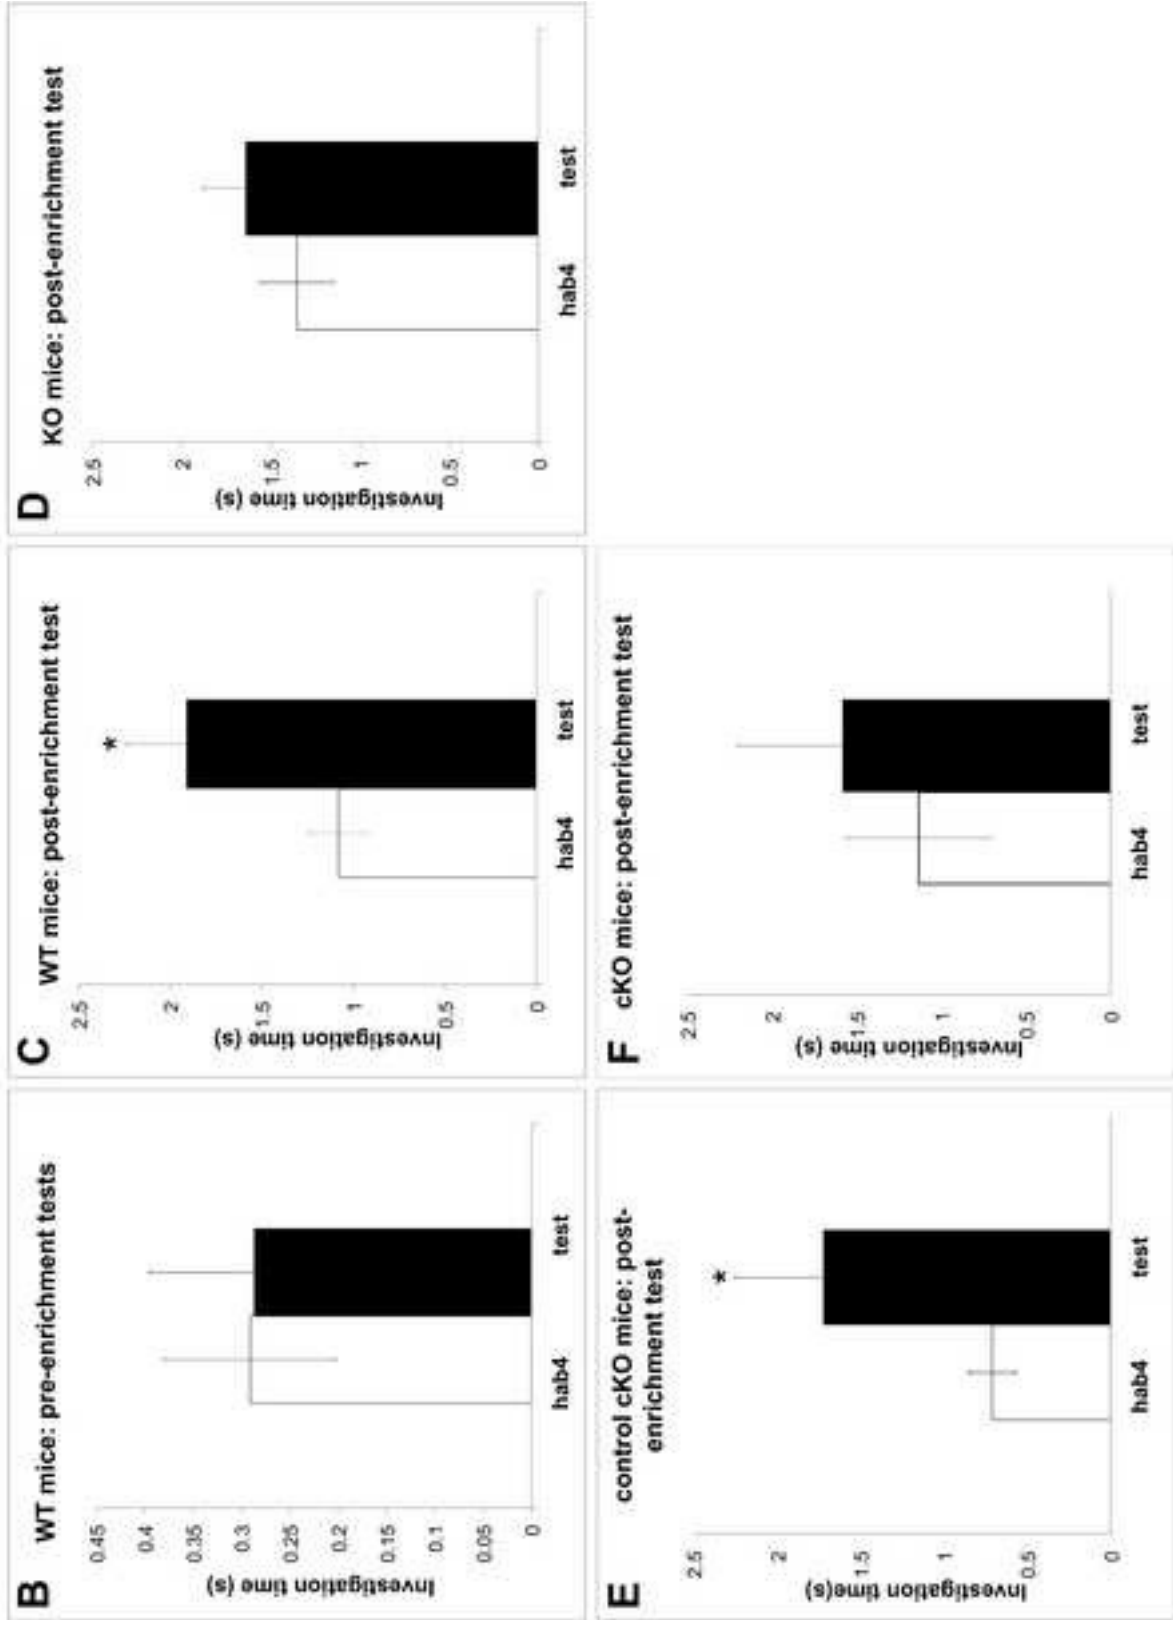 B
WT mice: pre-enrichment tests
Investigation time (s)
0.45
0.4
0.35
0.3
0.25
0.2
0.15
0.1
0.05
0
hab4
test
C
WT mice: post-enrichment test
Investigation time (s)
2.5
2
1.5
1
0.5
0
*
hab4
test
D
KO mice: post-enrichment test
Investigation time (s)
2.5
2
1.5
1
0.5
0
hab4
test
E
control cKO mice: post-
enrichment test
Investigation time(s)
2.5
2
1.5
1
0.5
0
*
hab4
test
F
cKO mice: post-enrichment test
Investigation time (s)
2.5
2
1.5
1
0.5
0
hab4
test